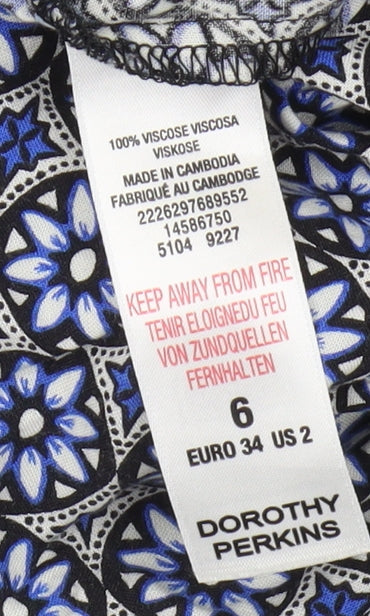 100% VISCOSE VISCOSA
VISKOSE
MADE IN CAMBODIA
FABRIQUÉ AU CAMBODGE
2226297689552
14586750
5104 9227
KEEP AWAY FROM FIRE
TENIR ELOIGNEDU FEU
VON ZUNDQUELLEN
FERNHALTEN
6
EURO 34 US 2
DOROTHY
PERKINS